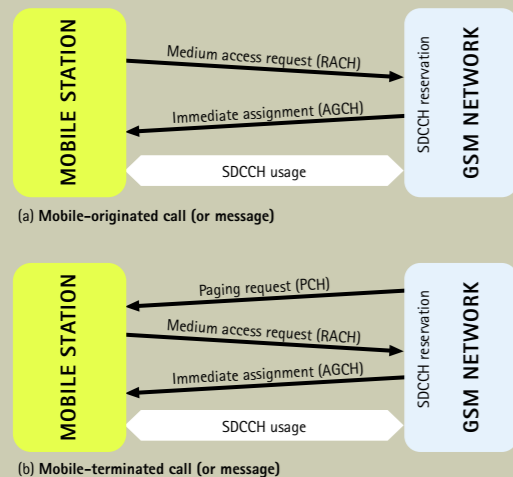 MOBILE STATION
Medium access request (RACH)
Immediate assignment (AGCH)
SDCCH usage
SDCCH reservation
GSM NETWORK
(a) Mobile-originated call (or message)
MOBILE STATION
Paging request (PCH)
Medium access request (RACH)
Immediate assignment (AGCH)
SDCCH usage
SDCCH reservation
GSM NETWORK
(b) Mobile-terminated call (or message)